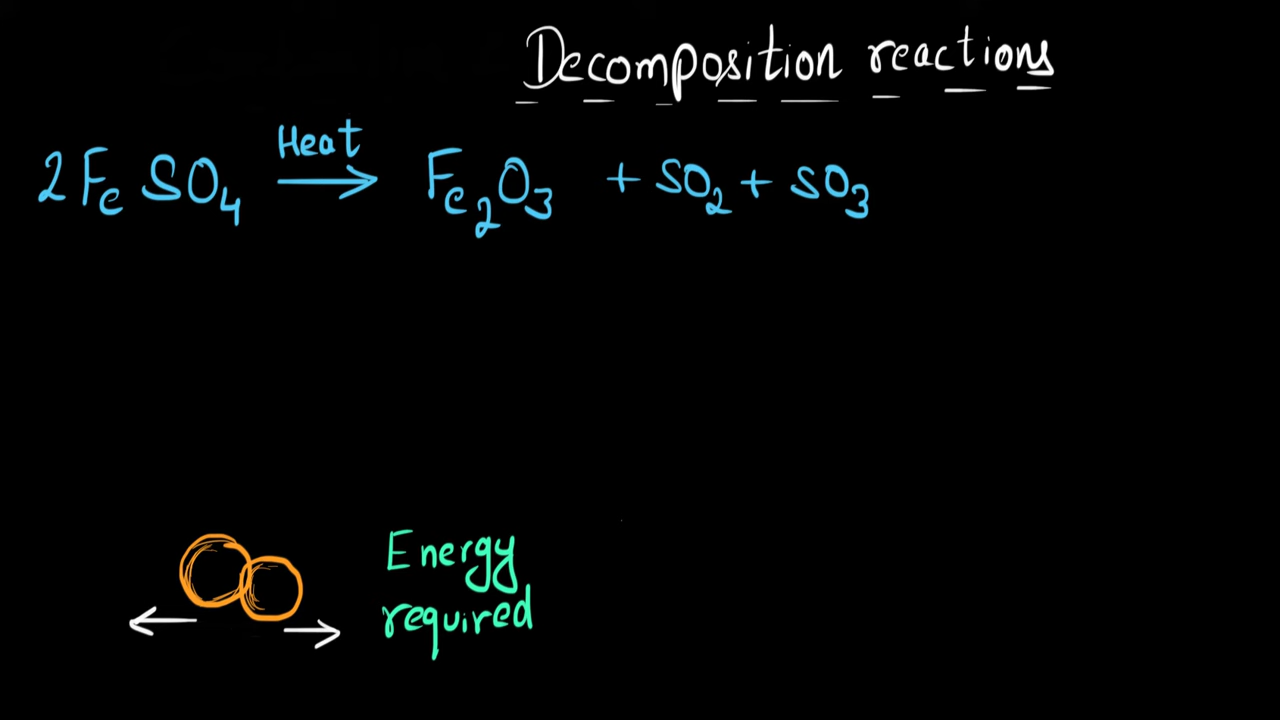 Decomposition reactions
Heat
2FeSO₄ → Fe₂O₃ + SO₂ + SO₃
Energy
required